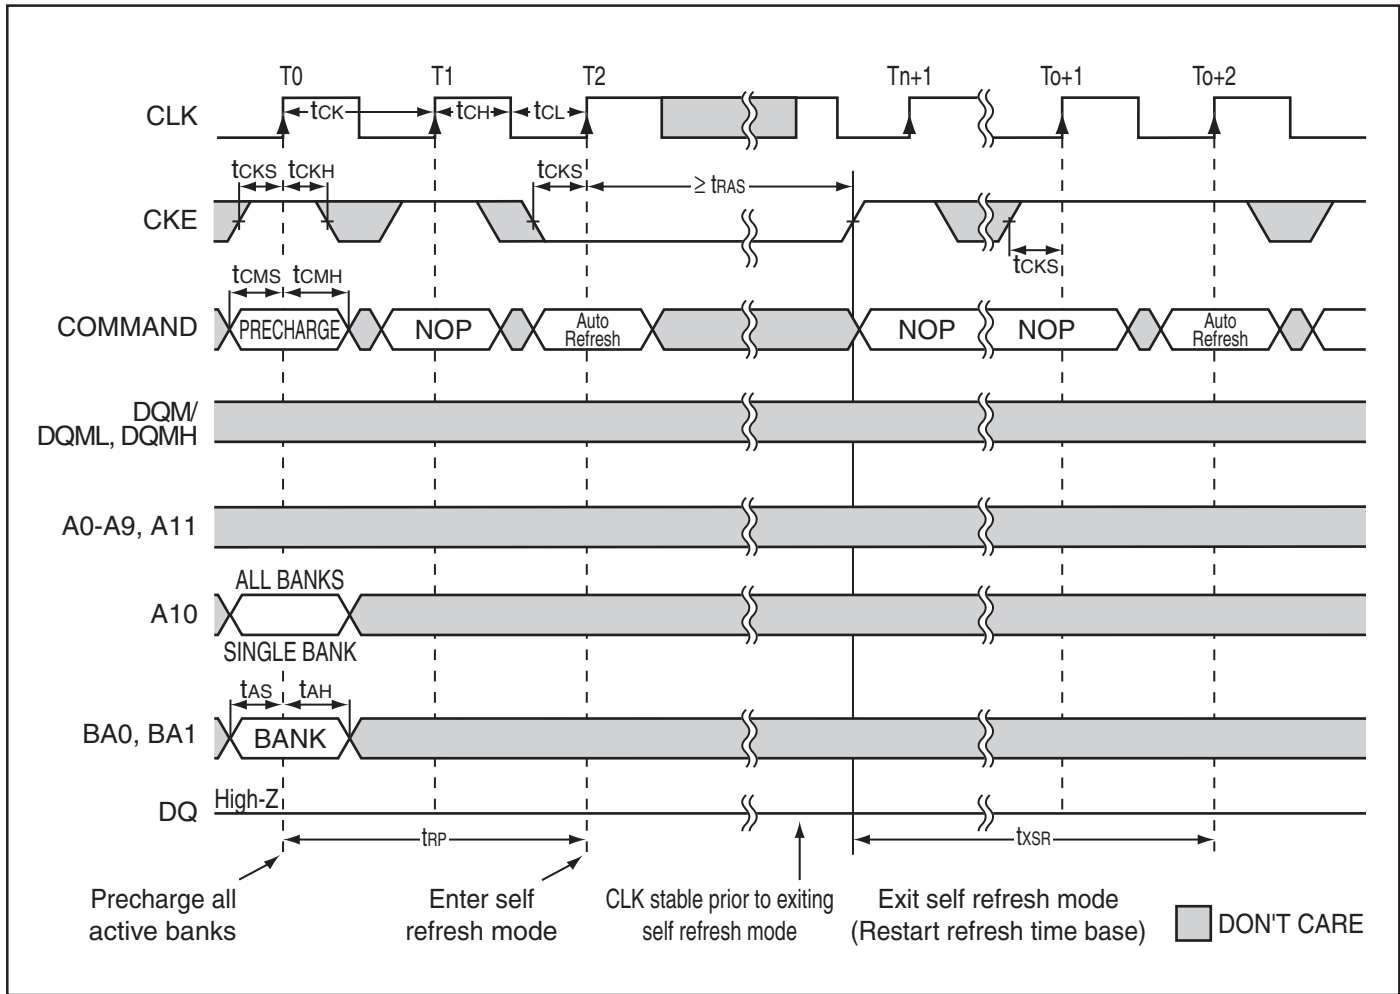 T0 T1 T2 Tn+1 To+1 To+2
CLK tCK tCH tCL
tCKS tCKH tCKS ≥ tRAS
CKE
tCKS
tCMS tCMH
COMMAND PRECHARGE NOP Auto Refresh NOP NOP Auto Refresh
DQM/
DQML, DQMH
A0-A9, A11
ALL BANKS
A10
SINGLE BANK
tAS tAH
BA0, BA1 BANK
DQ High-Z
tRP tXSR
Precharge all
active banks
Enter self
refresh mode
CLK stable prior to exiting
self refresh mode
Exit self refresh mode
(Restart refresh time base)
DON'T CARE